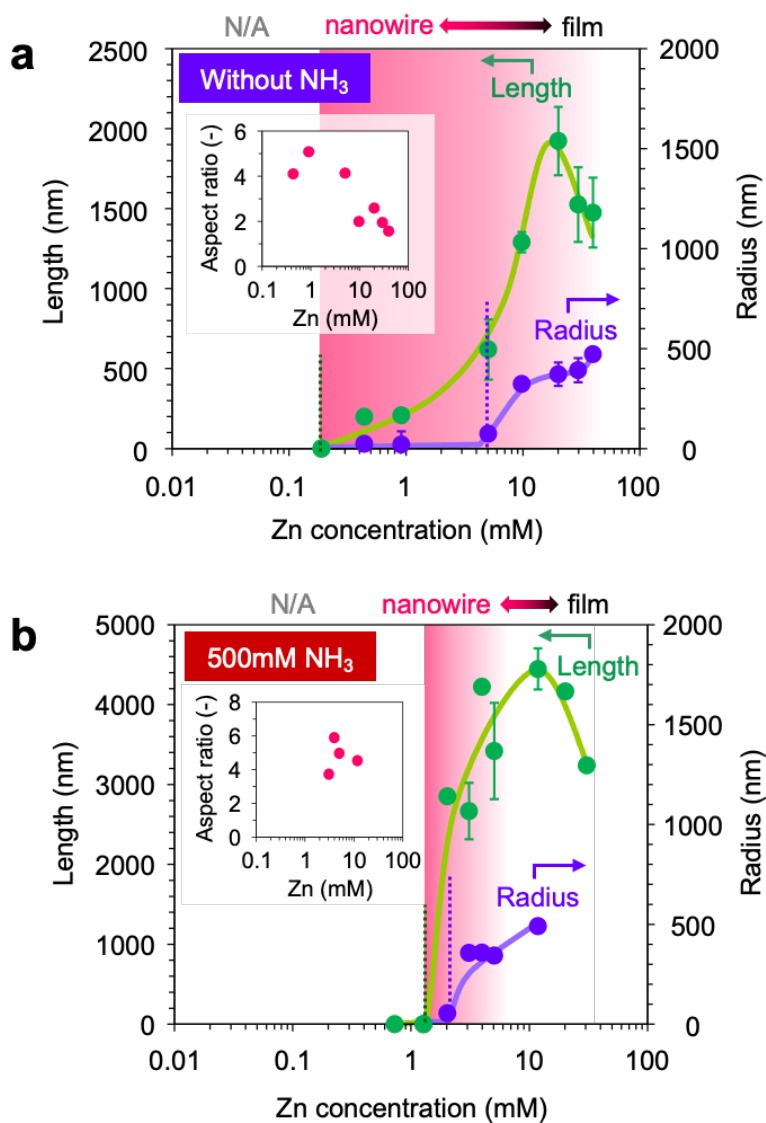 a
N/A nanowire film
2500
2000
1500
1000
500
0
Length (nm)
Without NH₃
Length
Radius
2000
1500
1000
500
0
Radius (nm)
6
4
2
0
Aspect ratio (-)
0.1 1 10 100
Zn (mM)
0.01 0.1 1 10 100
Zn concentration (mM)
b
N/A nanowire film
5000
4000
3000
2000
1000
0
Length (nm)
500mM NH₃
Length
Radius
2000
1500
1000
500
0
Radius (nm)
8
6
4
2
0
Aspect ratio (-)
0.1 1 10 100
Zn (mM)
0.01 0.1 1 10 100
Zn concentration (mM)